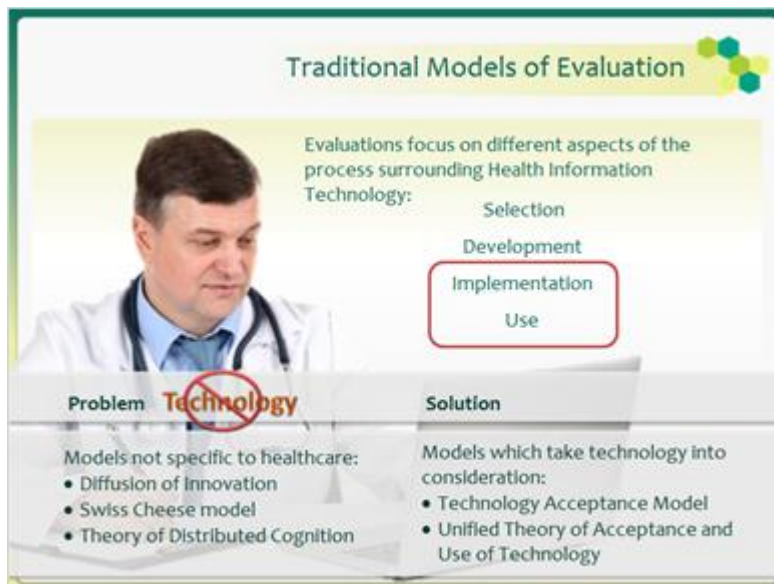 Traditional Models of Evaluation
Evaluations focus on different aspects of the
process surrounding Health Information
Technology:
Selection
Development
Implementation
Use
Problem
Technology
Models not specific to healthcare:
• Diffusion of Innovation
• Swiss Cheese model
• Theory of Distributed Cognition
Solution
Models which take technology into
consideration:
• Technology Acceptance Model
• Unified Theory of Acceptance and
Use of Technology